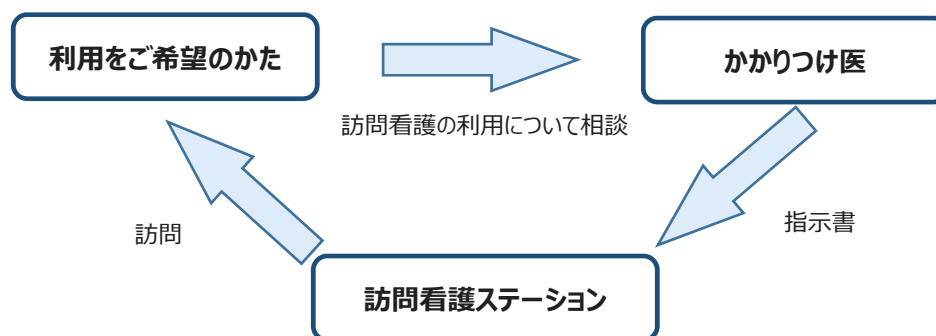 利用をご希望のかた
かかりつけ医
訪問看護の利用について相談
訪問
指示書
訪問看護ステーション